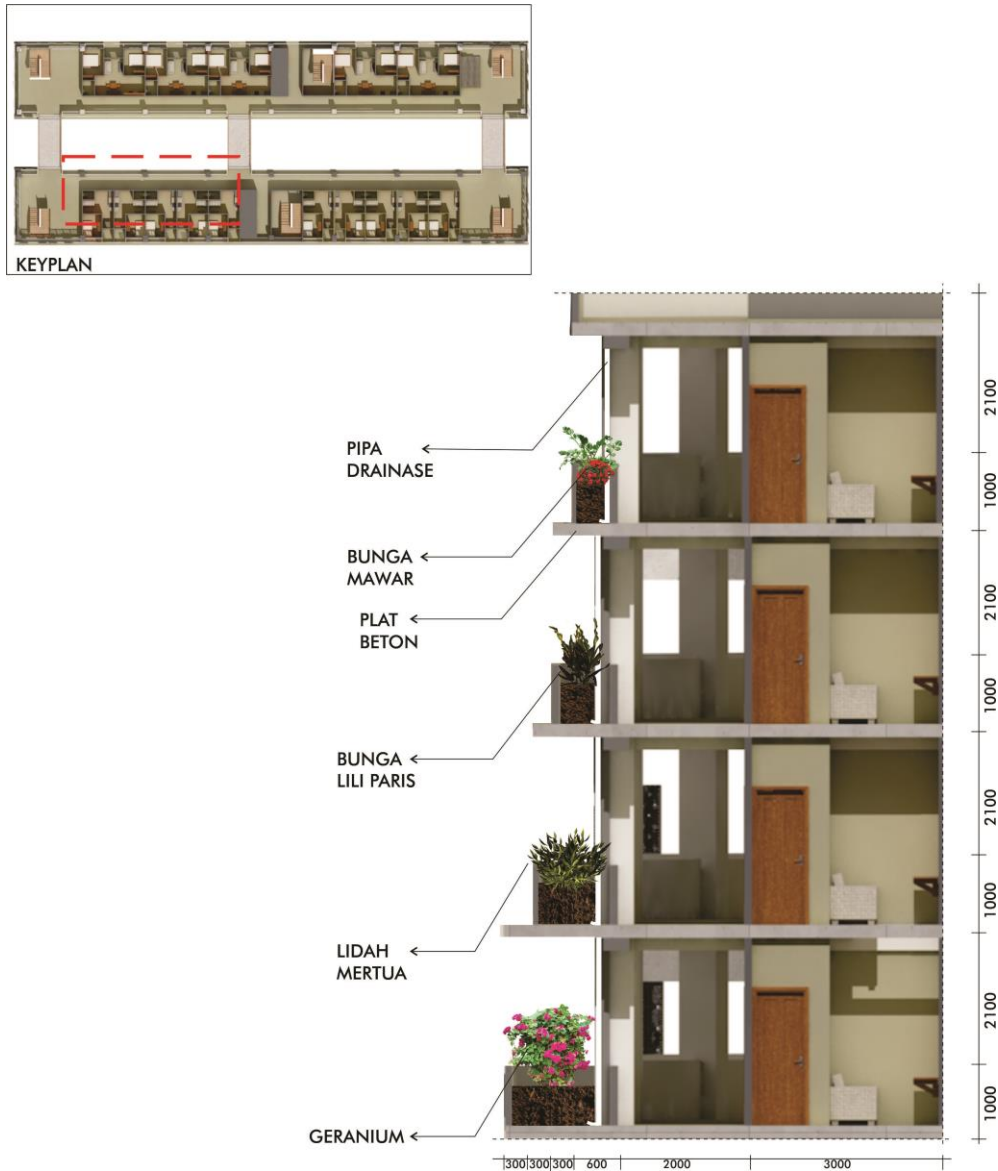 KEYPLAN
2100
PIPA
DRAINASE
1000
BUNGA
MAWAR
PLAT
BETON
2100
1000
BUNGA
LILI PARIS
2100
1000
LIDAH
MERTUA
2100
1000
GERANIUM
300 300 300 600 2000 3000